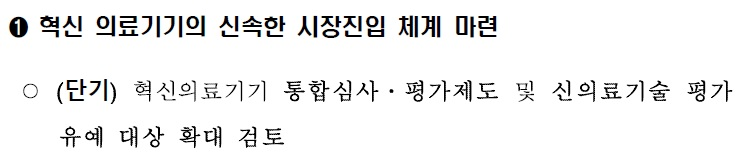 ❶ 혁신 의료기기의 신속한 시장진입 체계 마련
○ (단기) 혁신의료기기 통합심사・평가제도 및 신의료기술 평가
유예 대상 확대 검토